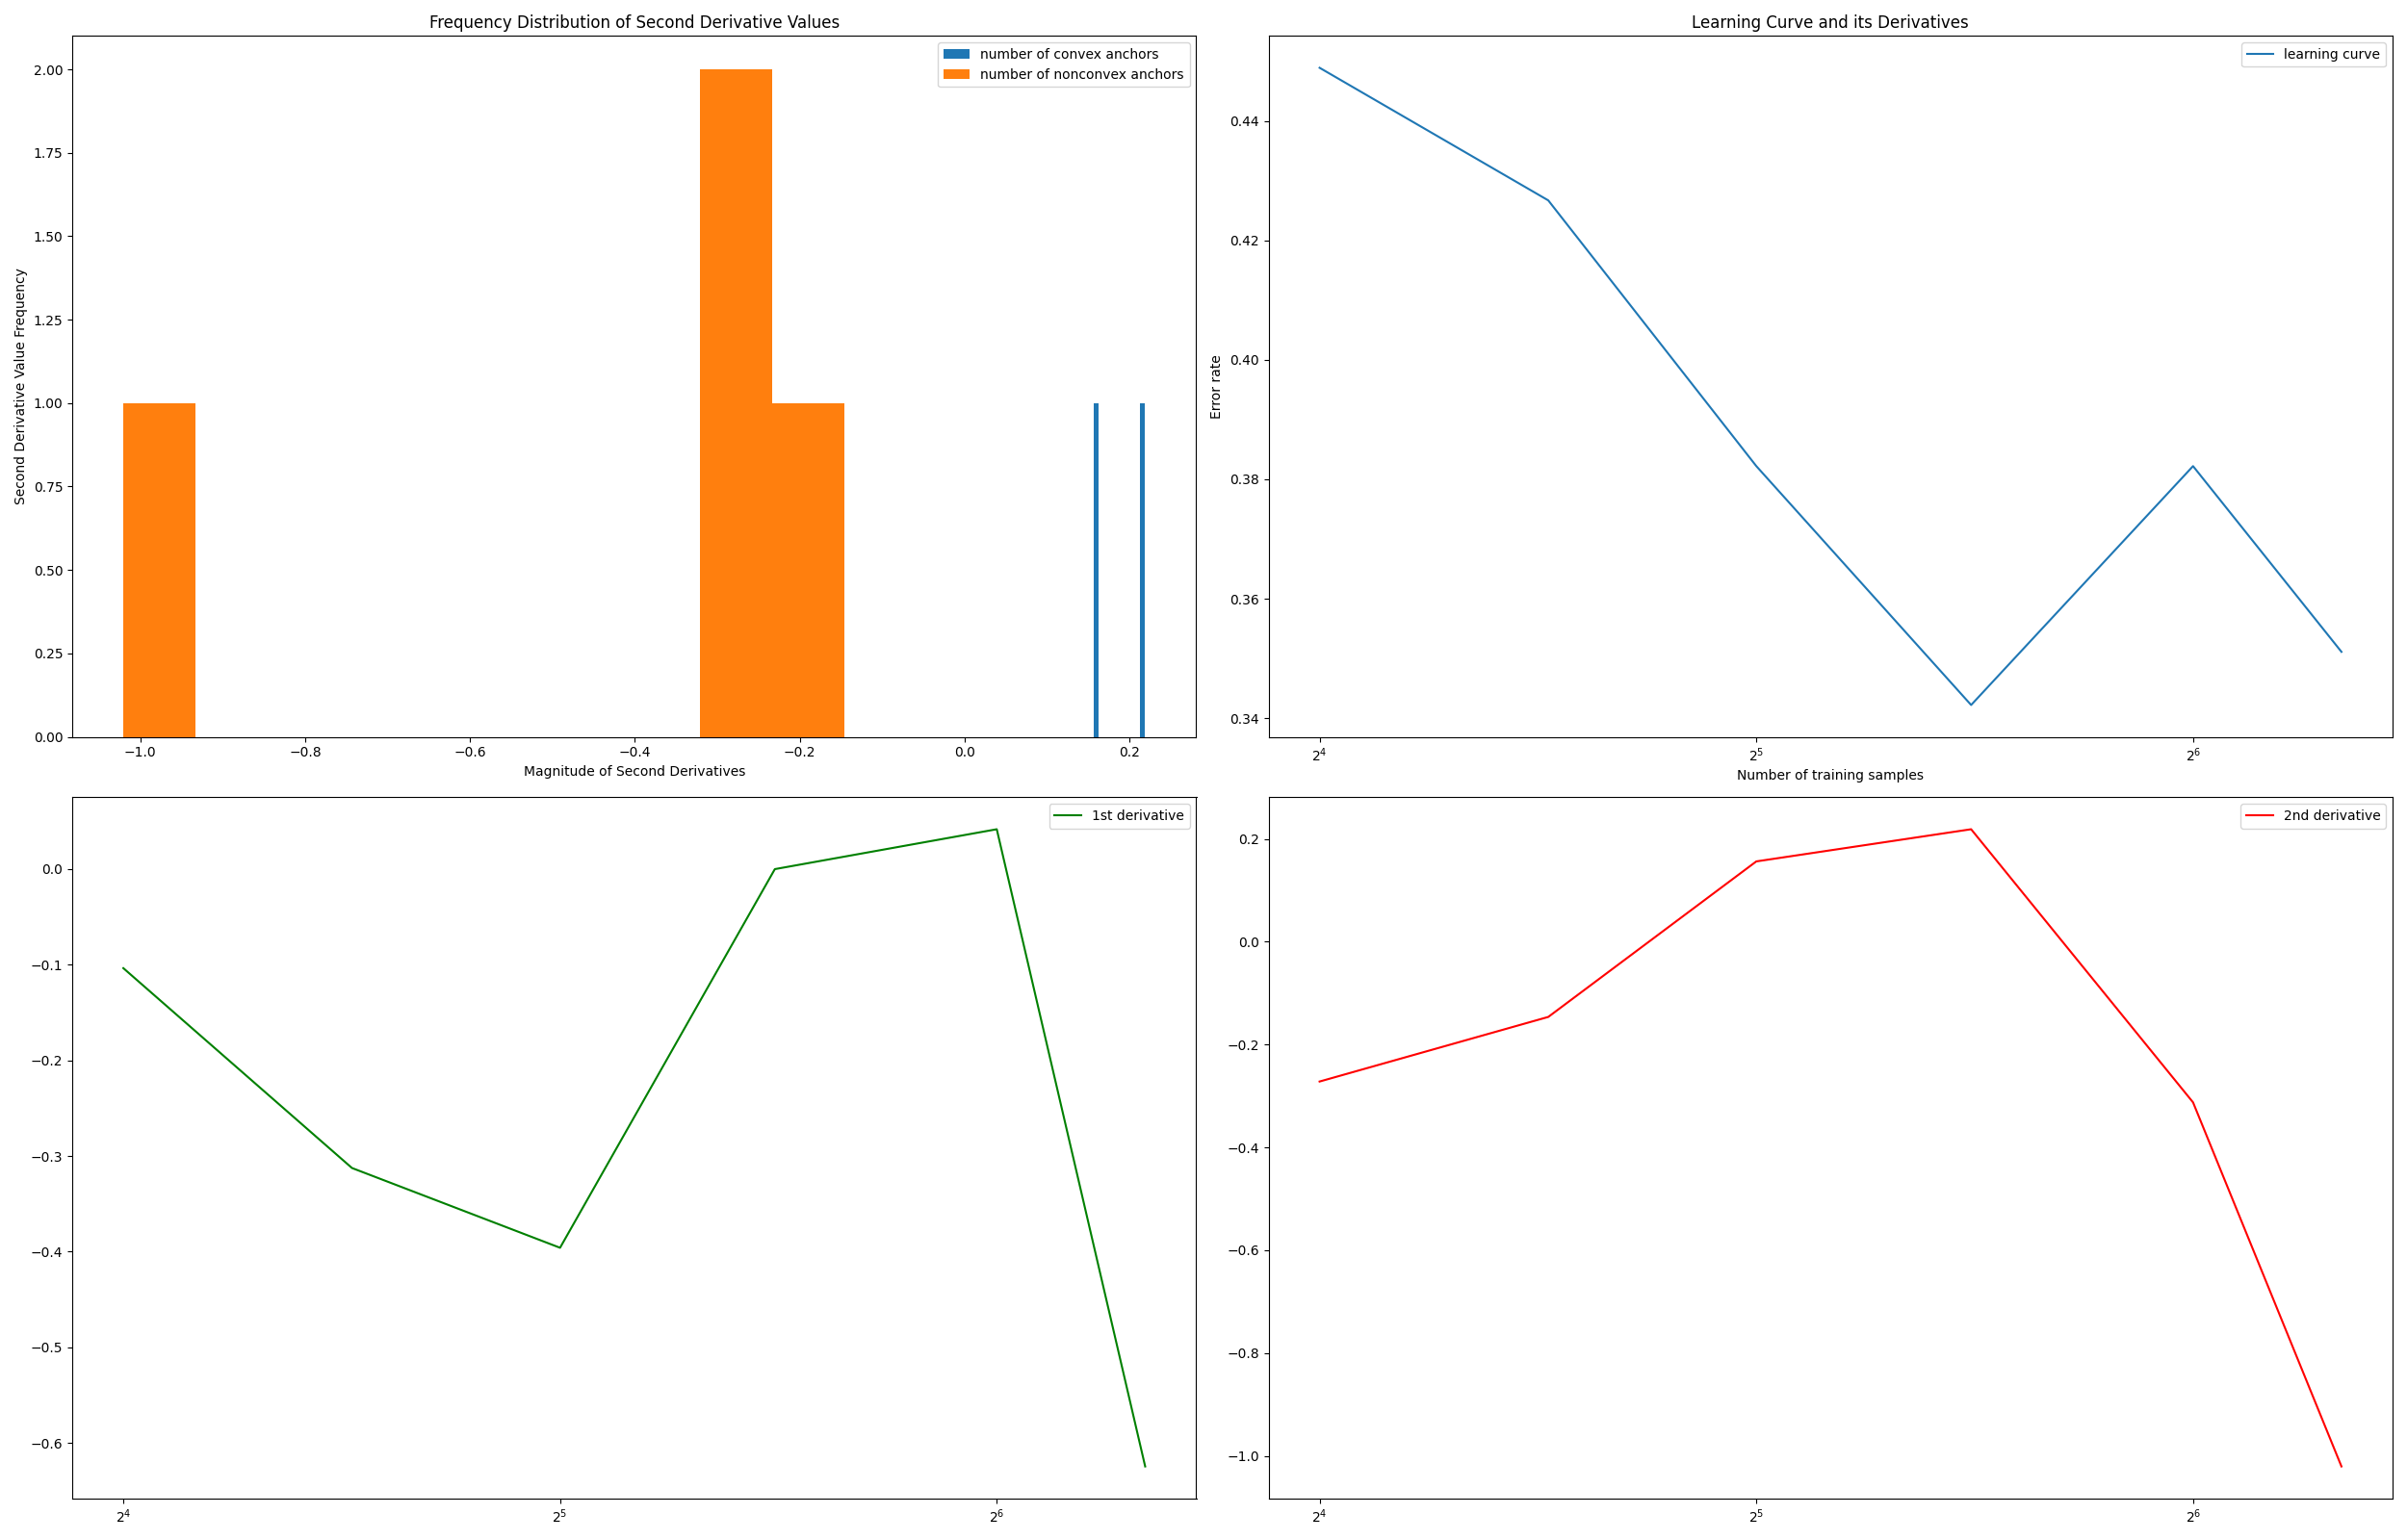 Frequency Distribution of Second Derivative Values
number of convex anchors
number of nonconvex anchors
2.00
1.75
1.50
1.25
1.00
0.75
0.50
0.25
0.00
Second Derivative Value Frequency
−1.0 −0.8 −0.6 −0.4 −0.2 0.0 0.2
Magnitude of Second Derivatives
Learning Curve and its Derivatives
learning curve
0.44
0.42
0.40
0.38
0.36
0.34
Error rate
2⁴ 2⁵ 2⁶
Number of training samples
1st derivative
0.0
−0.1
−0.2
−0.3
−0.4
−0.5
−0.6
2⁴ 2⁵ 2⁶
2nd derivative
0.2
0.0
−0.2
−0.4
−0.6
−0.8
−1.0
2⁴ 2⁵ 2⁶